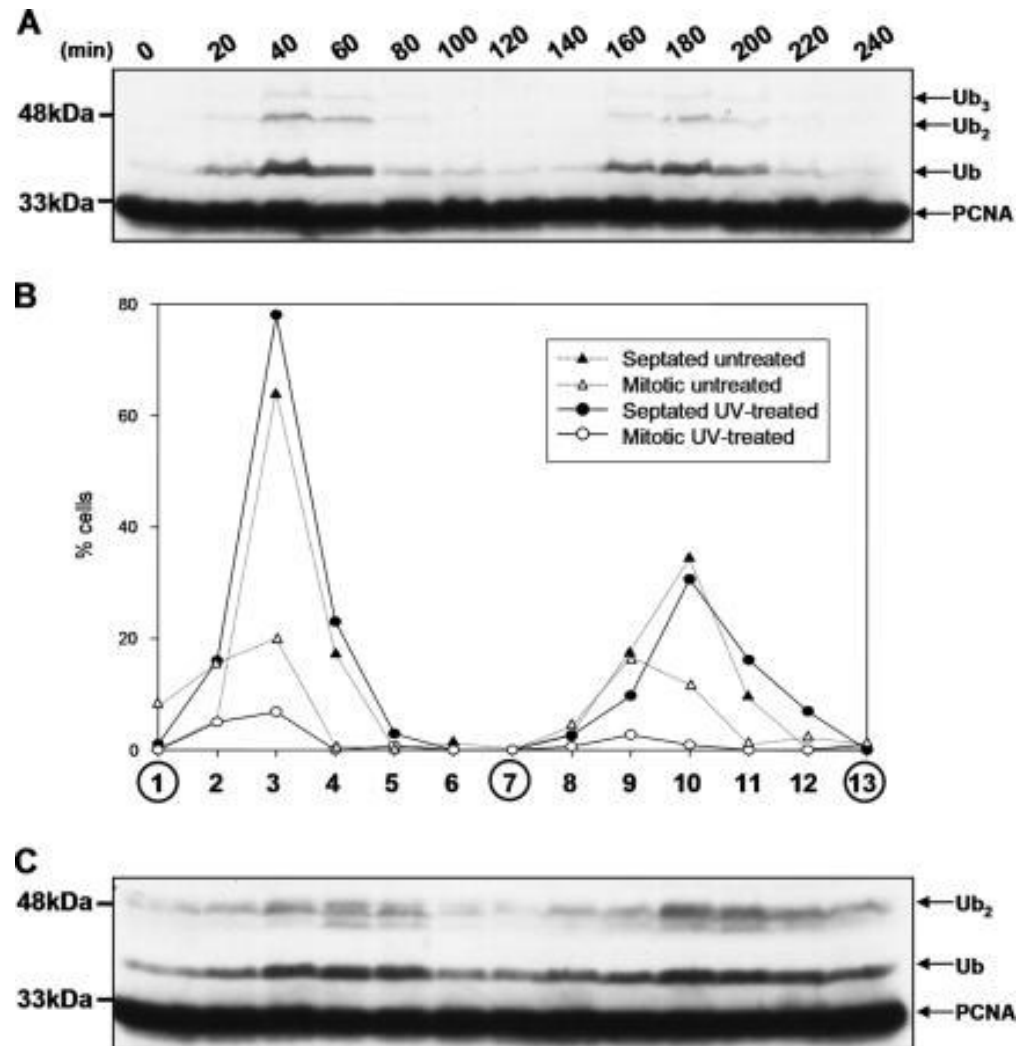 A
(min) 0 20 40 60 80 100 120 140 160 180 200 220 240
48kDa
33kDa
Ub3
Ub2
Ub
PCNA
B
80
60
40
20
0
% cells
Septated untreated
Mitotic untreated
Septated UV-treated
Mitotic UV-treated
1 2 3 4 5 6 7 8 9 10 11 12 13
C
48kDa
33kDa
Ub2
Ub
PCNA